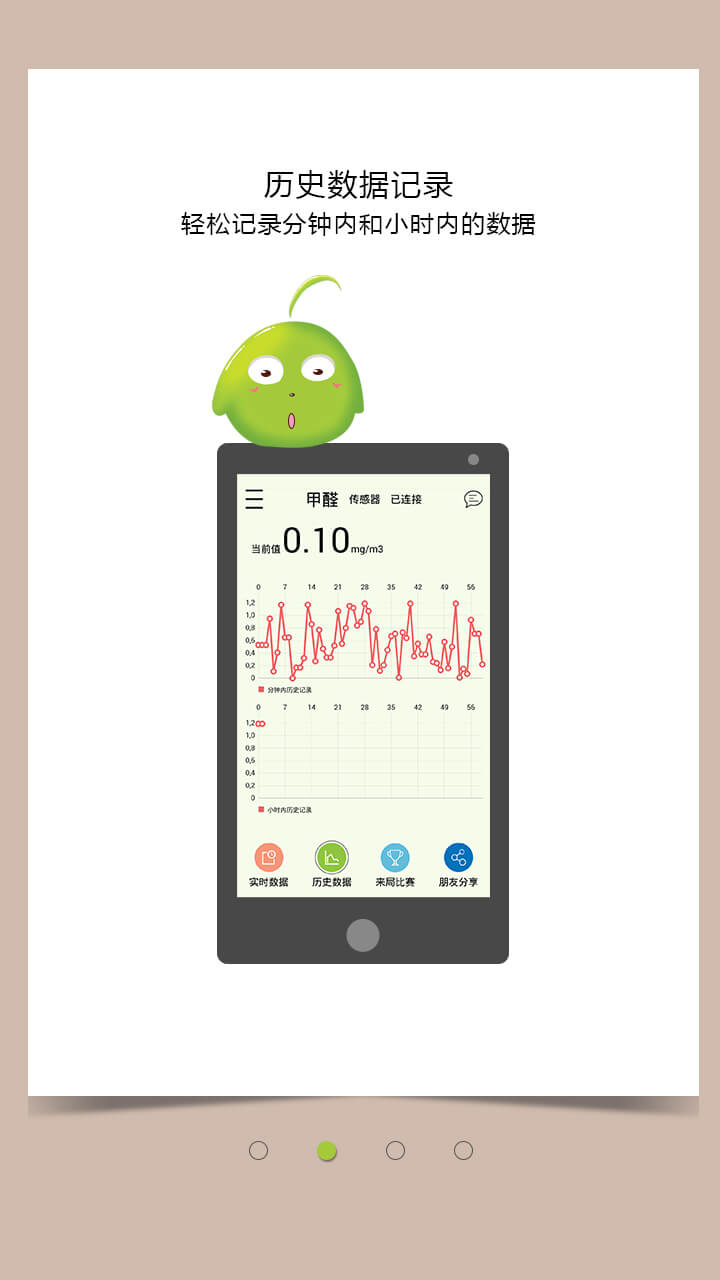 历史数据记录
轻松记录分钟内和小时内的数据
甲醛 传感器 已连接
当前值 0.10 mg/m3
0 7 14 21 28 35 42 49 56
1,2
1,0
0,8
0,6
0,4
0,2
0
分钟内历史记录
0 7 14 21 28 35 42 49 56
1,2
1,0
0,8
0,6
0,4
0,2
0
小时内历史记录
实时数据 历史数据 来局比赛 朋友分享